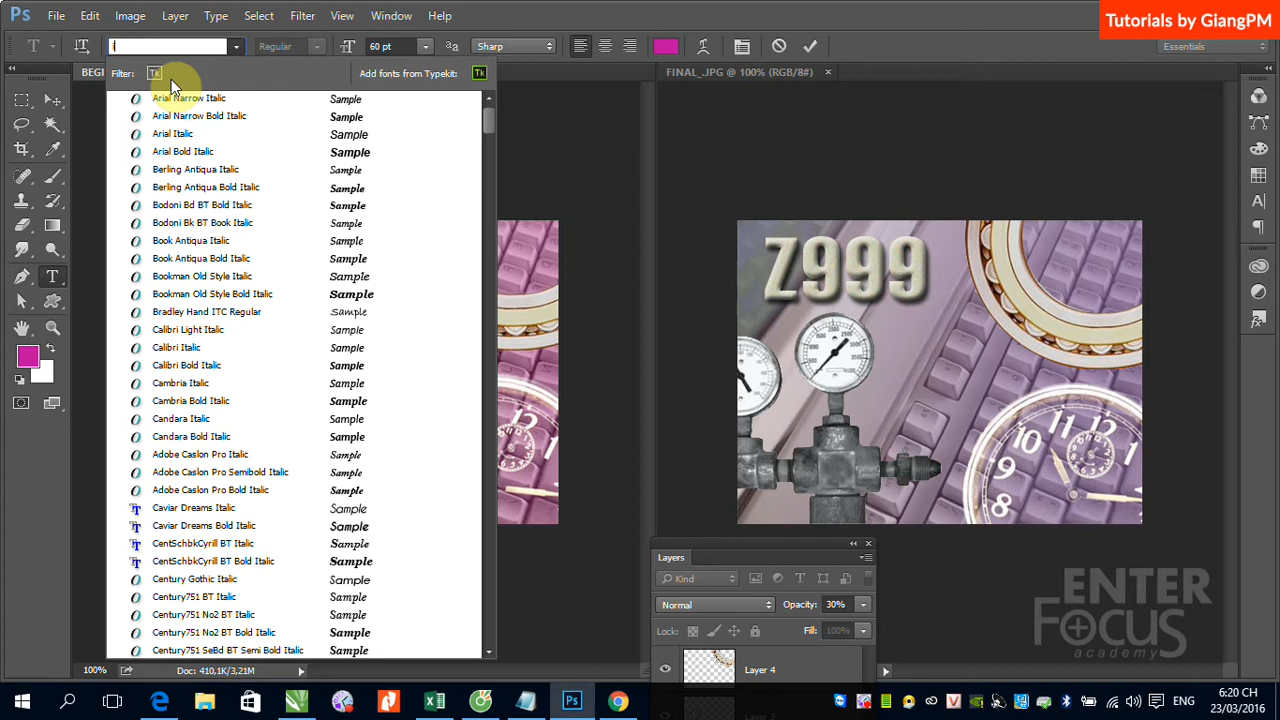 Ps File Edit Image Layer Type Select Filter View Window Help
Tutorials by GiangPM
T i Regular 60 pt Sharp Essentials
Filter: Tk Add fonts from Typekit: Tk
BEGI
FINAL_.JPG @ 100% (RGB/8#) ×
Arial Narrow Italic Sample
Arial Narrow Bold Italic Sample
Arial Italic Sample
Arial Bold Italic Sample
Berling Antiqua Italic Sample
Berling Antiqua Bold Italic Sample
Bodoni Bd BT Bold Italic Sample
Bodoni Bk BT Book Italic Sample
Book Antiqua Italic Sample
Book Antiqua Bold Italic Sample
Bookman Old Style Italic Sample
Bookman Old Style Bold Italic Sample
Bradley Hand ITC Regular Sample
Calibri Light Italic Sample
Calibri Italic Sample
Calibri Bold Italic Sample
Cambria Italic Sample
Cambria Bold Italic Sample
Candara Italic Sample
Candara Bold Italic Sample
Adobe Caslon Pro Italic Sample
Adobe Caslon Pro Semibold Italic Sample
Adobe Caslon Pro Bold Italic Sample
Caviar Dreams Italic Sample
Caviar Dreams Bold Italic Sample
CentSchbkCyrill BT Italic Sample
CentSchbkCyrill BT Bold Italic Sample
Century Gothic Italic Sample
Century751 BT Italic Sample
Century751 No2 BT Italic Sample
Century751 No2 BT Bold Italic Sample
Century751 SeBd BT Semi Bold Italic Sample
Z999
12
10
9
8
Layers
Kind
Normal Opacity: 30%
Lock: Fill: 100%
Layer 4
ENTER
FOCUS
academy
100% Doc: 410,1K/3,21M
ENG
6:20 CH
23/03/2016